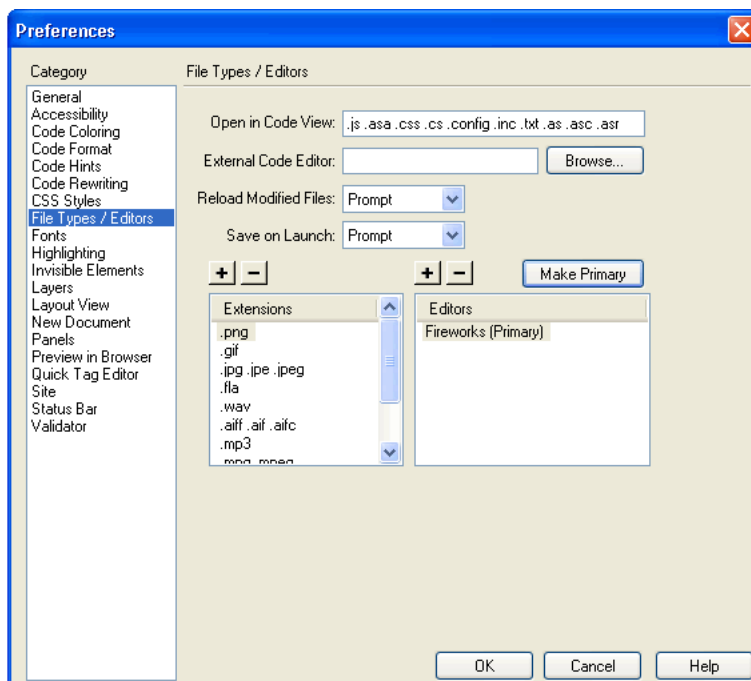 Preferences
Category
General
Accessibility
Code Coloring
Code Format
Code Hints
Code Rewriting
CSS Styles
File Types / Editors
Fonts
Highlighting
Invisible Elements
Layers
Layout View
New Document
Panels
Preview in Browser
Quick Tag Editor
Site
Status Bar
Validator
File Types / Editors
Open in Code View: .js .asa .css .cs .config .inc .txt .as .asc .asr
External Code Editor: Browse...
Reload Modified Files: Prompt
Save on Launch: Prompt
+ − + − Make Primary
Extensions
.png
.gif
.jpg .jpe .jpeg
.fla
.wav
.aiff .aif .aifc
.mp3
.mpg .mpeg
Editors
Fireworks (Primary)
OK Cancel Help